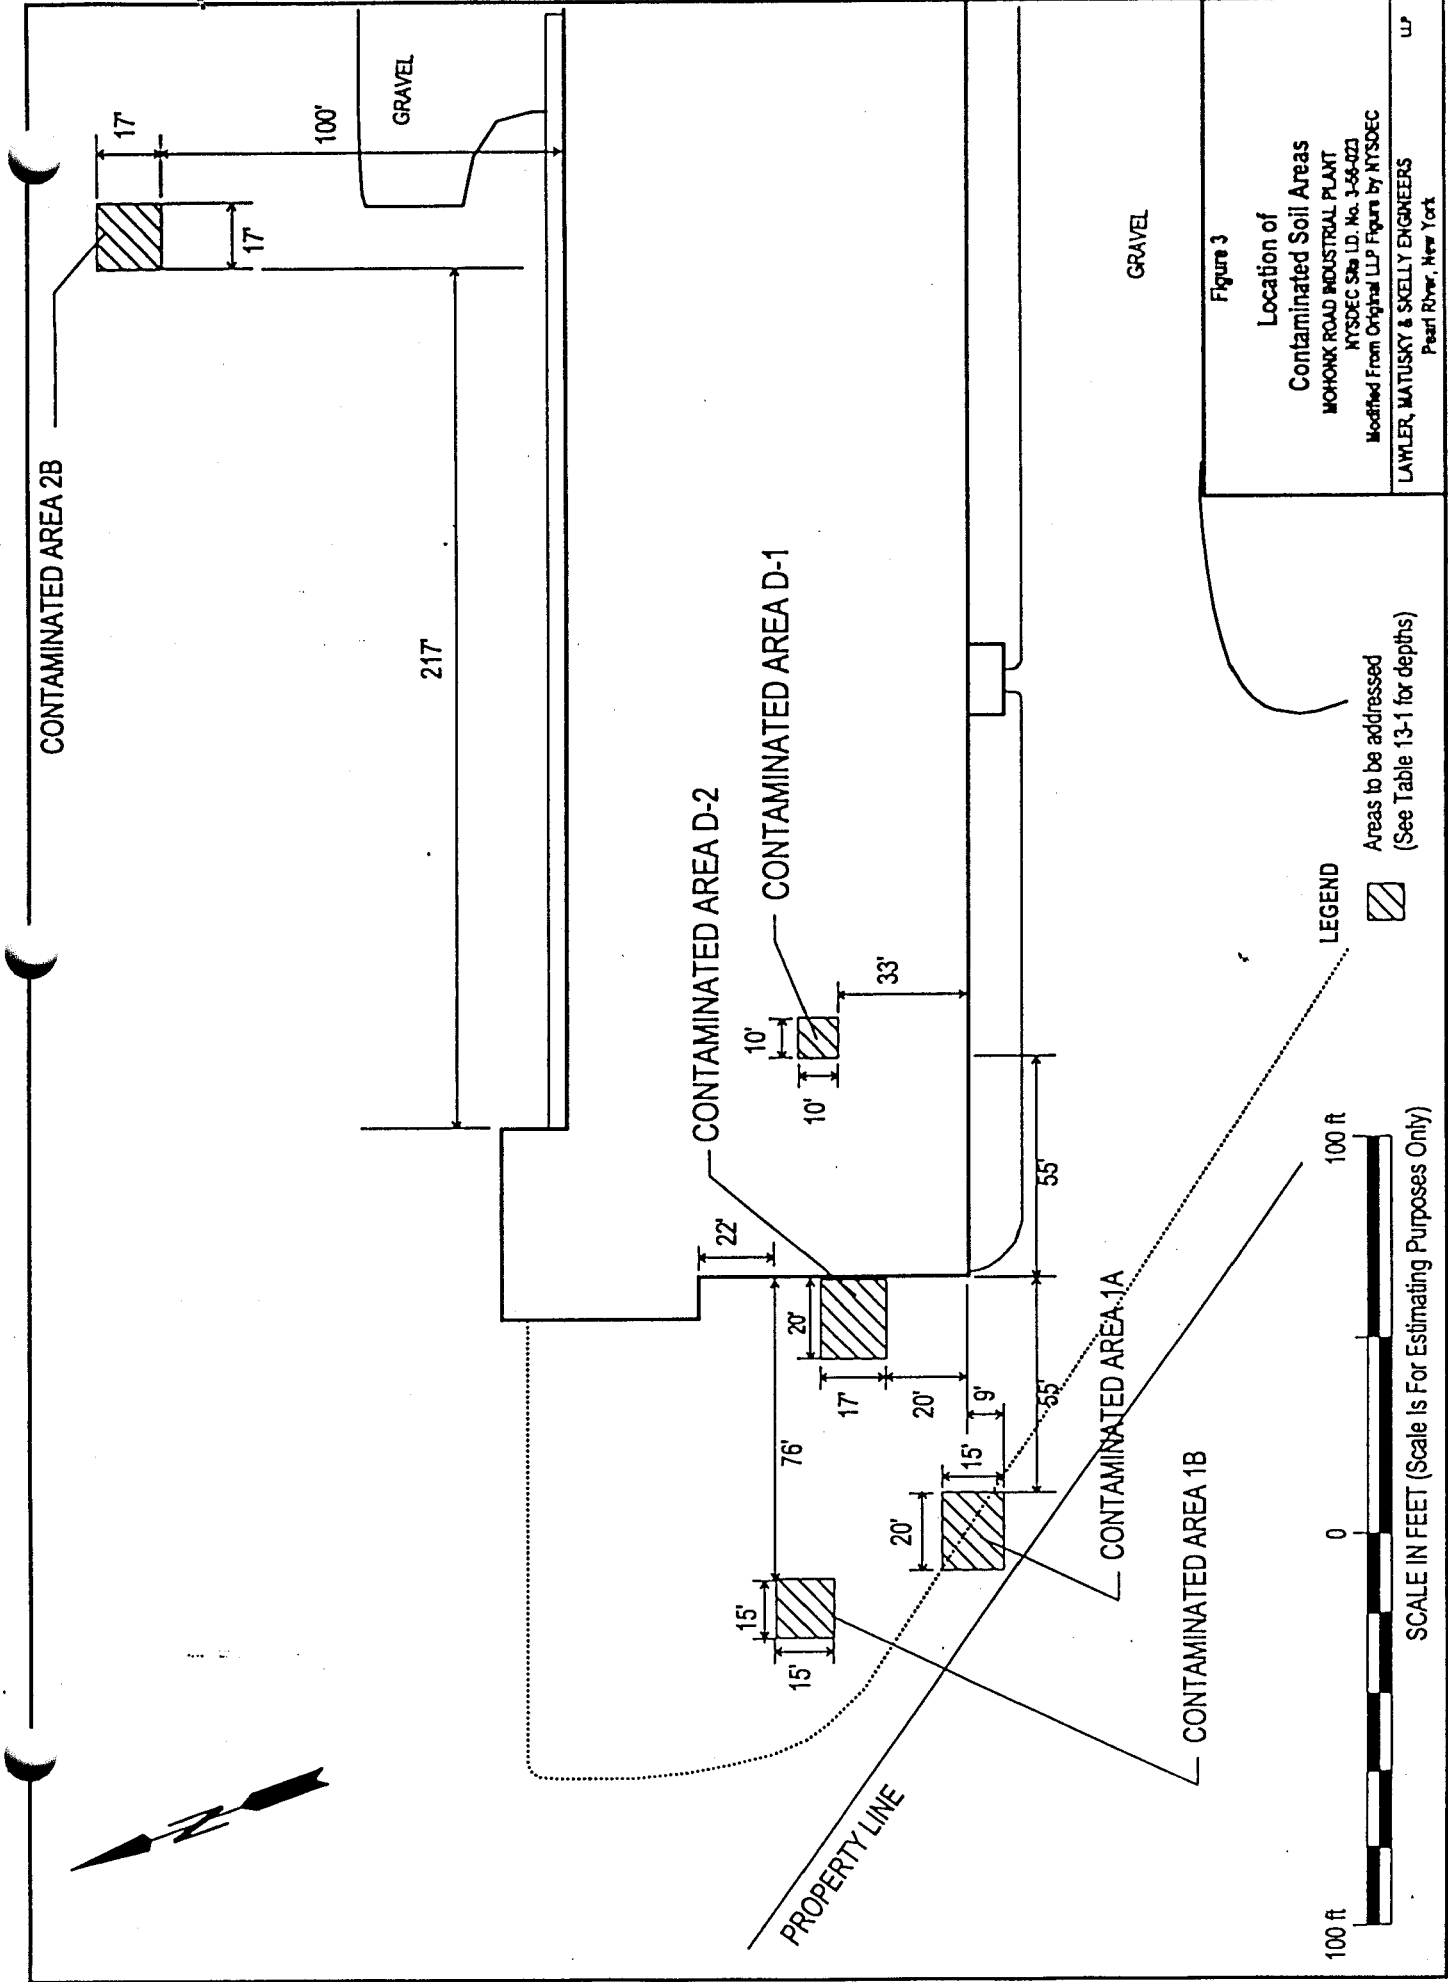 CONTAMINATED AREA 2B
17'
17'
100'
GRAVEL
217'
CONTAMINATED AREA D-2
CONTAMINATED AREA D-1
10'
10'
33'
22'
20'
17'
20'
55'
76'
9'
55'
15'
20'
15'
15'
CONTAMINATED AREA 1A
CONTAMINATED AREA 1B
PROPERTY LINE
N
GRAVEL
LEGEND
Areas to be addressed
(See Table 13-1 for depths)
100 ft
0
100 ft
SCALE IN FEET (Scale Is For Estimating Purposes Only)
Figure 3
Location of
Contaminated Soil Areas
MOHONK ROAD INDUSTRIAL PLANT
NYSDEC Site I.D. No. 3-56-023
Modified From Original LLP Figure by NYSDEC
LAWLER, MATUSKY & SKELLY ENGINEERS LLP
Pearl River, New York